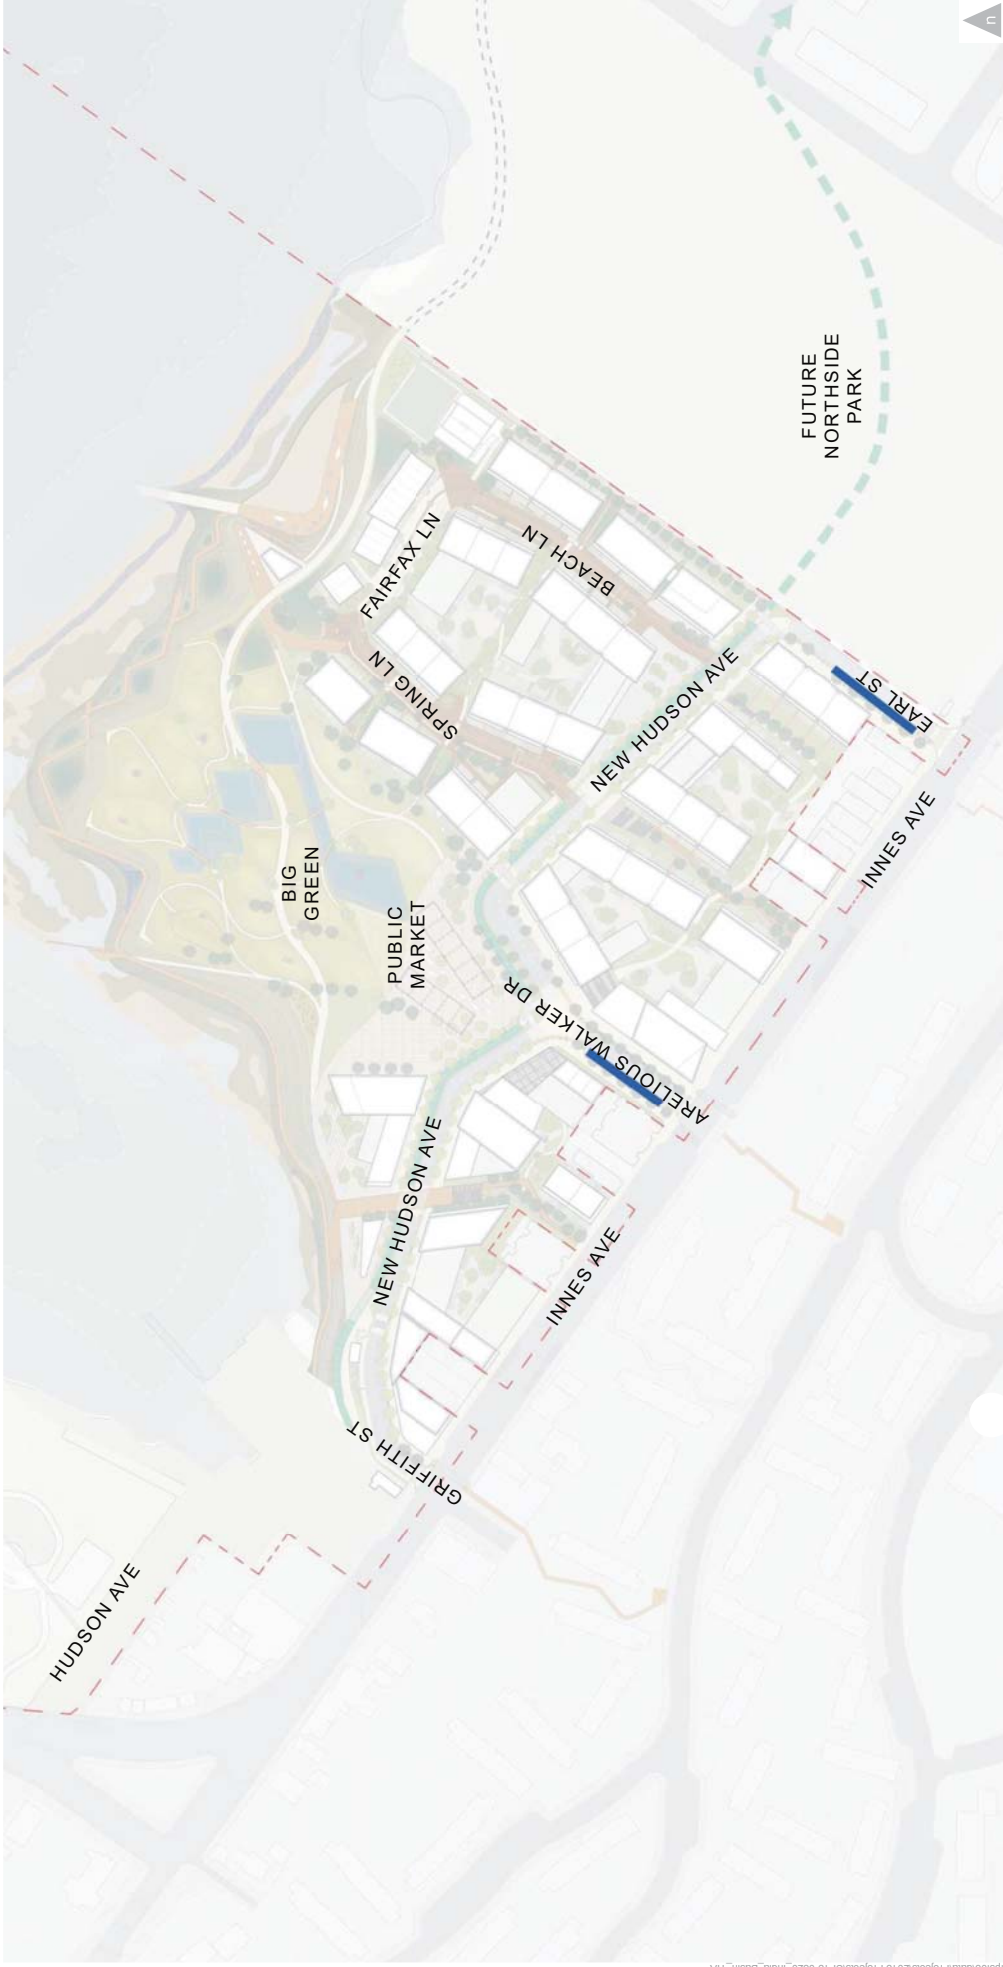 n
FUTURE
NORTHSIDE
PARK
FAIRFAX LN
BEACH LN
SPRING LN
NEW HUDSON AVE
EARL ST
INNES AVE
BIG
GREEN
PUBLIC
MARKET
ARELIOUS WALKER DR
NEW HUDSON AVE
INNES AVE
GRIFFITH ST
HUDSON AVE